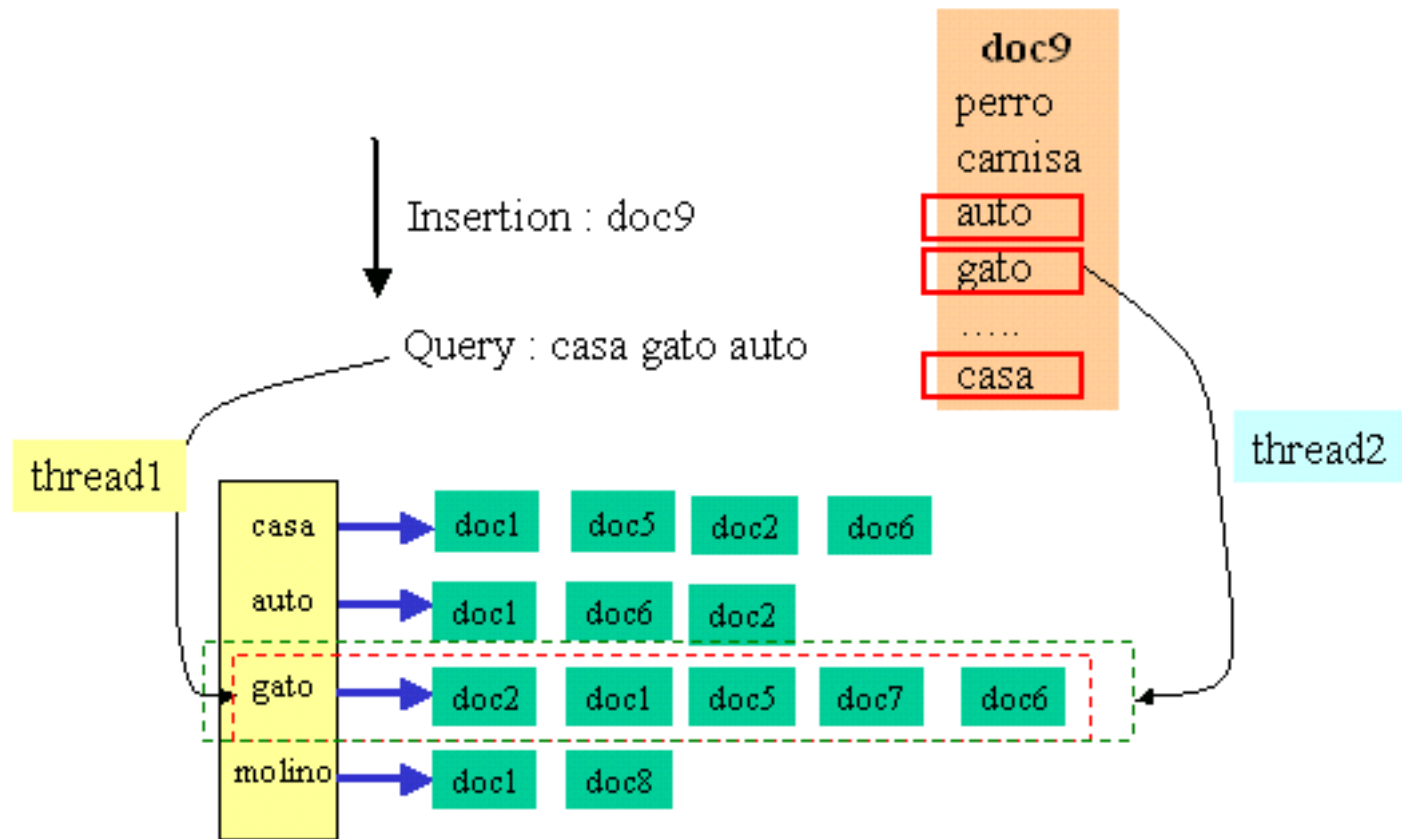 doc9
perro
camisa
auto
gato
.....
casa
Insertion : doc9
Query : casa gato auto
thread1
thread2
casa doc1 doc5 doc2 doc6
auto doc1 doc6 doc2
gato doc2 doc1 doc5 doc7 doc6
molino doc1 doc8